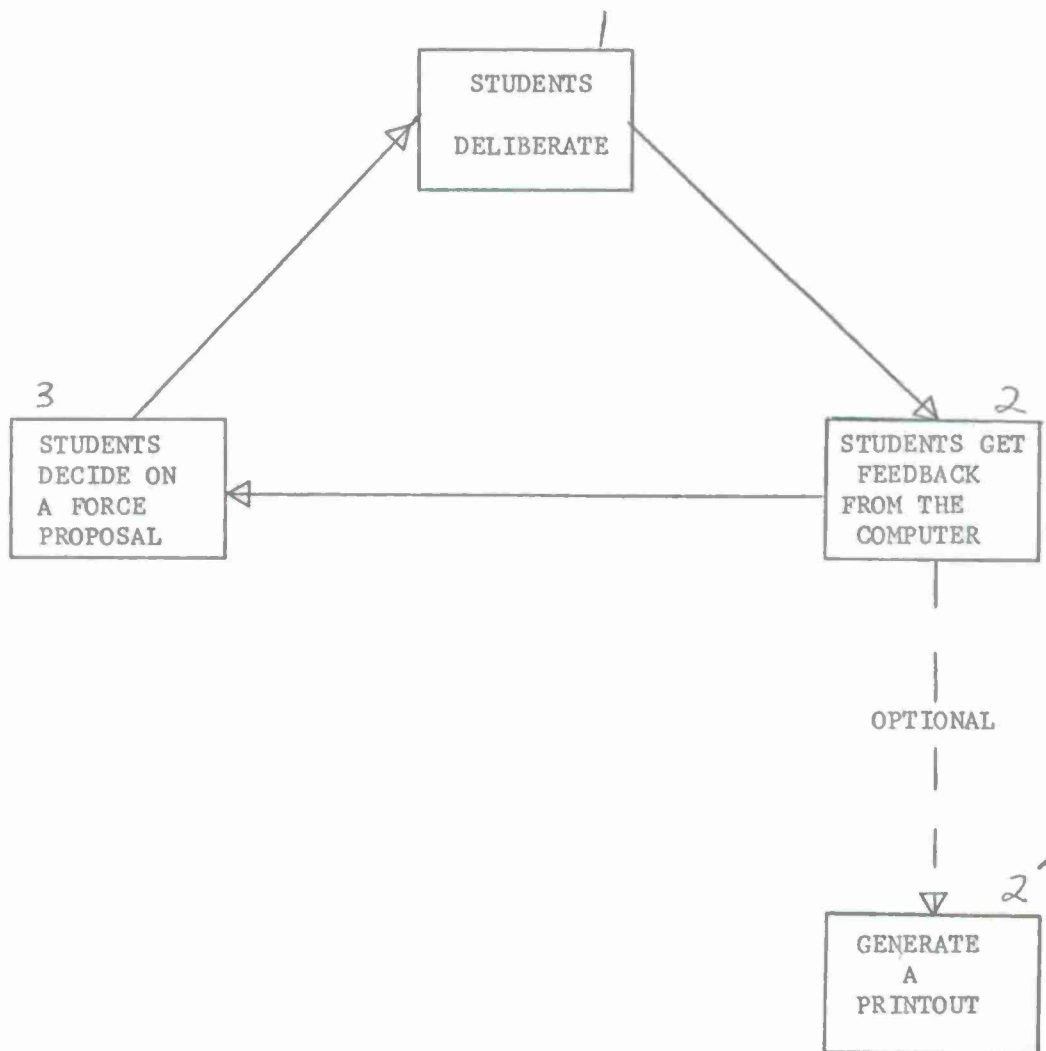 1
STUDENTS
DELIBERATE
3
STUDENTS
DECIDE ON
A FORCE
PROPOSAL
2
STUDENTS GET
FEEDBACK
FROM THE
COMPUTER
OPTIONAL
2'
GENERATE
A
PRINTOUT